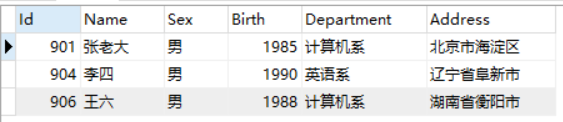 Id Name Sex Birth Department Address
901 张老大 男 1985 计算机系 北京市海淀区
904 李四 男 1990 英语系 辽宁省阜新市
906 王六 男 1988 计算机系 湖南省衡阳市